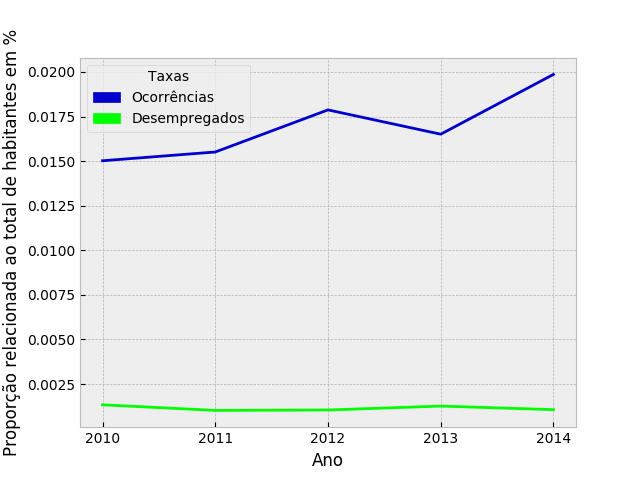 Proporção relacionada ao total de habitantes em %
0.0200
0.0175
0.0150
0.0125
0.0100
0.0075
0.0050
0.0025
Taxas
Ocorrências
Desempregados
2010 2011 2012 2013 2014
Ano